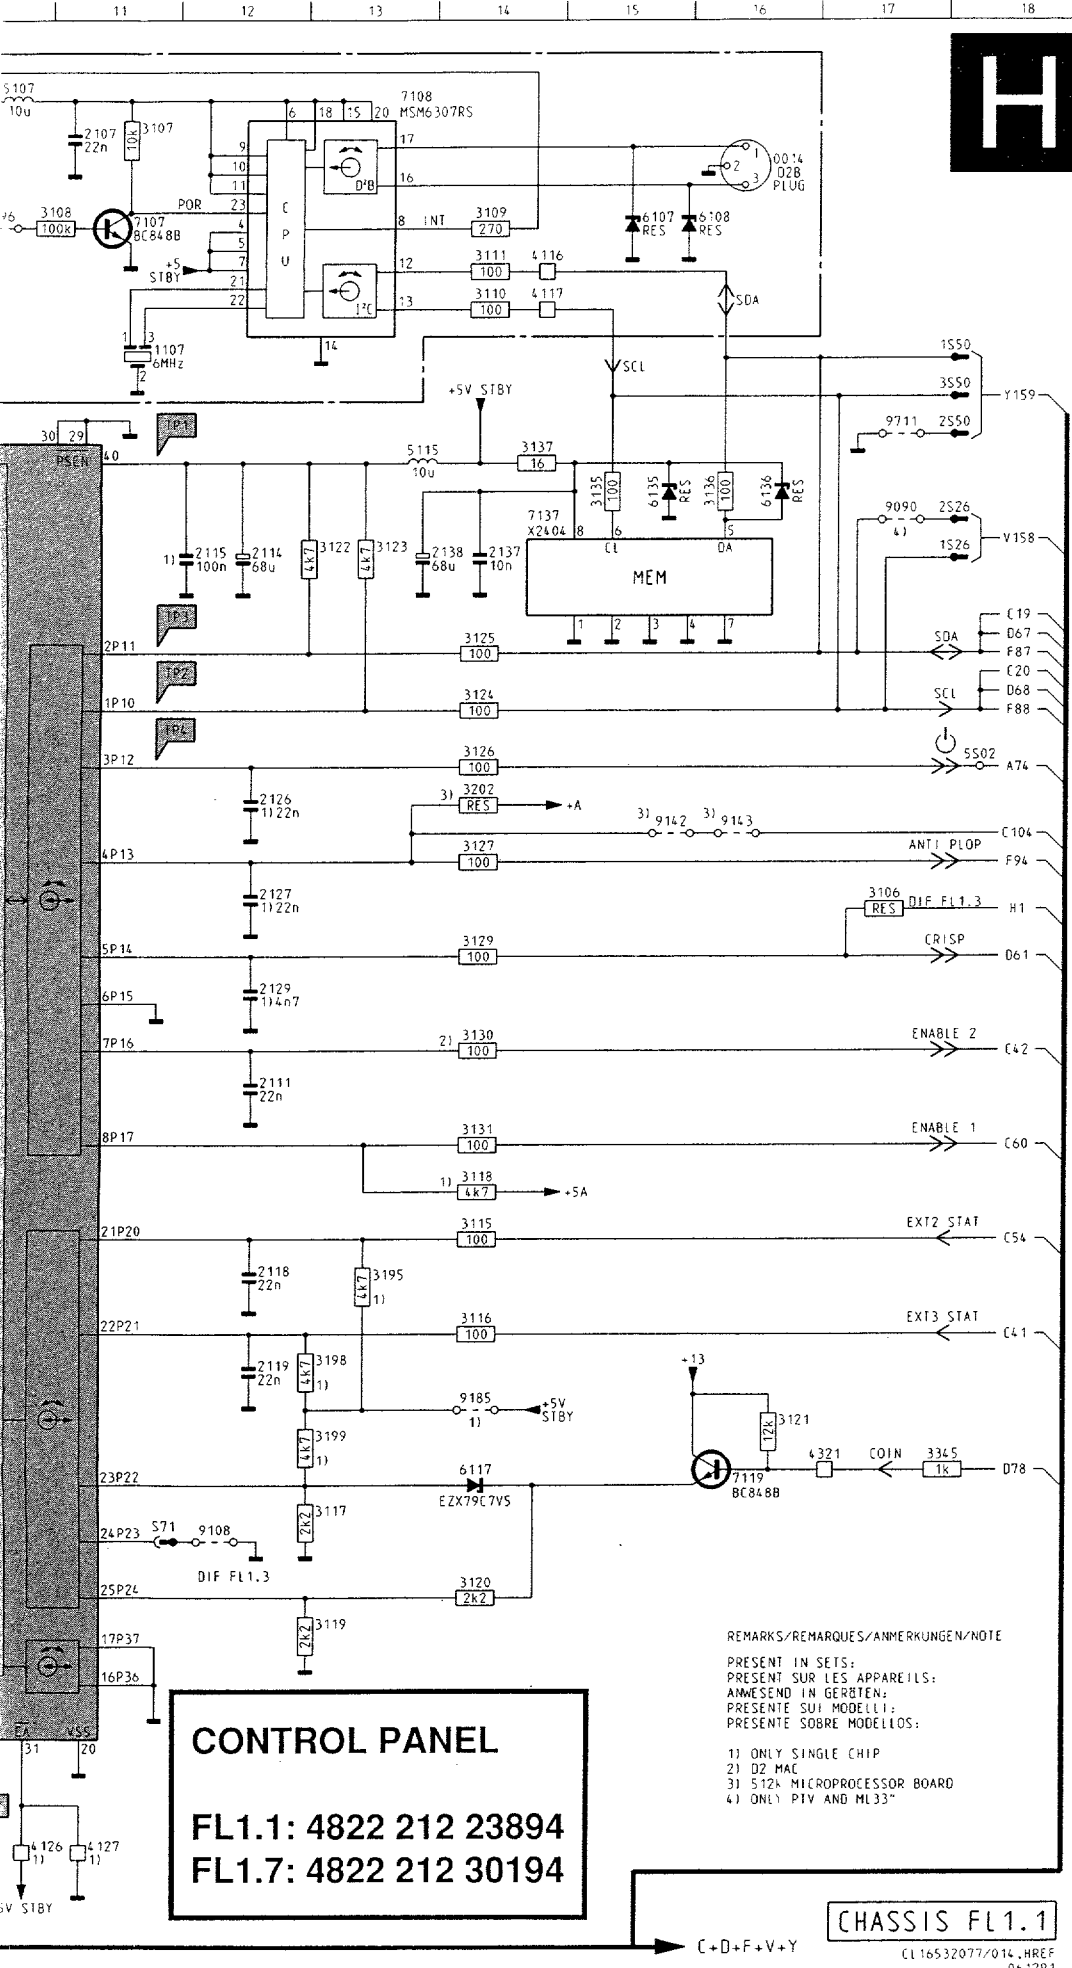 11 12 13 14 15 16 17 18
H
5107
10u
2107
22n
3107
10k
7108
MSM6307RS
6 18 15 20
9
10
11
23
4
5
7
21
22
CPU
D²B
I²C
17
16
8 INT
12
13
14
0014
D2B
PLUG
1
2
3
6107
RES
6108
RES
3108
100k
7107
BC848B
POR
+5
STBY
3109
270
3111
100
4116
3110
100
4117
SDA
SCL
1 3
1107
6MHz
2
+5V STBY
1S50
3S50
9711 2S50
Y159
30 29
PSEN
40
TP1
5115
10u
3137
16
3135
100
6135
RES
3136
100
6136
RES
9090 2S26
4)
1S26
V158
1) 2115
100n
2114
68u
3122
4k7
3123
4k7
2138
68u
2137
10n
7137
X2404
8 6 5
CL DA
MEM
1 2 3 4 7
TP3
2P11
3125
100
SDA
C19
D67
F87
TP2
1P10
3124
100
SCL
C20
D68
F88
TP4
3P12
3126
100
5S02
A74
2126
1)22n
3) 3202
RES
+A
3) 9142 3) 9143
C104
4P13
3127
100
ANTI PLOP
F94
2127
1)22n
3106
RES
DIF FL1.3
H1
5P14
3129
100
CRISP
D61
2129
1)4n7
6P15
7P16
2) 3130
100
ENABLE 2
C42
2111
22n
8P17
3131
100
ENABLE 1
C60
1) 3118
4k7
+5A
21P20
3115
100
EXT2 STAT
C54
2118
22n
3195
4k7
1)
22P21
3116
100
EXT3 STAT
C41
2119
22n
3198
4k7
1)
9185
1)
+5V
STBY
3199
4k7
1)
+13
3121
12k
7119
BC848B
4321
COIN
3345
1k
D78
23P22
6117
EZX79C7V5
3117
2k2
24P23
S71
9108
DIF FL1.3
25P24
3120
2k2
3119
2k2
17P37
16P36
EA VSS
31 20
4126
1)
4127
1)
5V STBY
CONTROL PANEL
FL1.1: 4822 212 23894
FL1.7: 4822 212 30194
REMARKS/REMARQUES/ANMERKUNGEN/NOTE
PRESENT IN SETS:
PRESENT SUR LES APPAREILS:
ANWESEND IN GERÄTEN:
PRESENTE SUI MODELLI:
PRESENTE SOBRE MODELLOS:
1) ONLY SINGLE CHIP
2) D2 MAC
3) 512k MICROPROCESSOR BOARD
4) ONLY PTV AND ML33"
CHASSIS FL1.1
C+D+F+V+Y
CL16532077/014.HREF